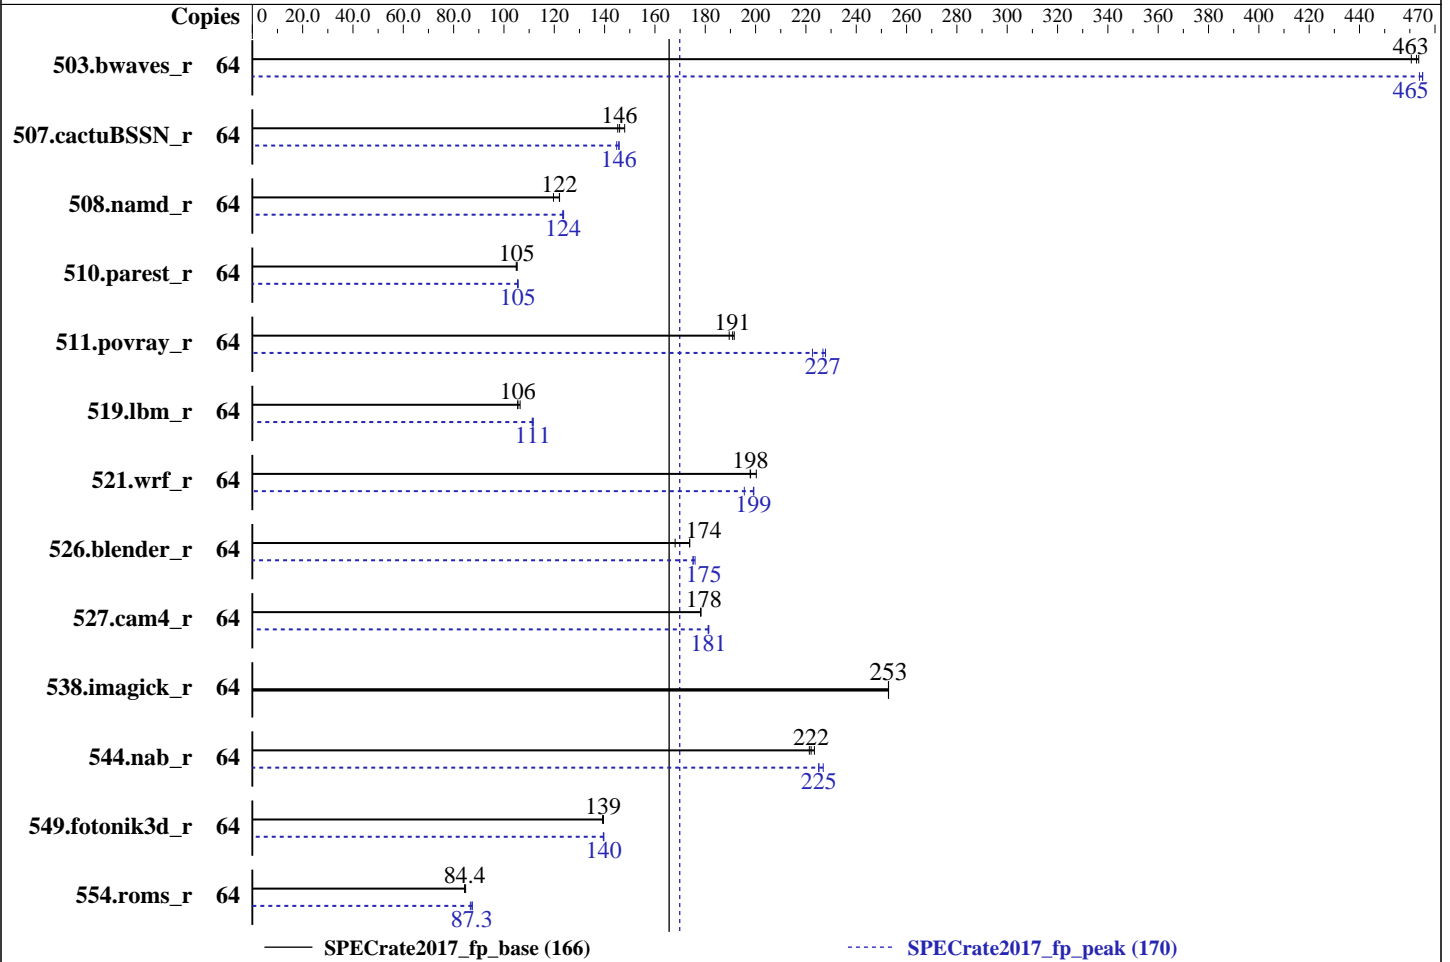 Copies 0 20.0 40.0 60.0 80.0 100 120 140 160 180 200 220 240 260 280 300 320 340 360 380 400 420 440 470
503.bwaves_r 64 463
465
507.cactuBSSN_r 64 146
146
508.namd_r 64 122
124
510.parest_r 64 105
105
511.povray_r 64 191
227
519.lbm_r 64 106
111
521.wrf_r 64 198
199
526.blender_r 64 174
175
527.cam4_r 64 178
181
538.imagick_r 64 253
544.nab_r 64 222
225
549.fotonik3d_r 64 139
140
554.roms_r 64 84.4
87.3
SPECrate2017_fp_base (166) SPECrate2017_fp_peak (170)